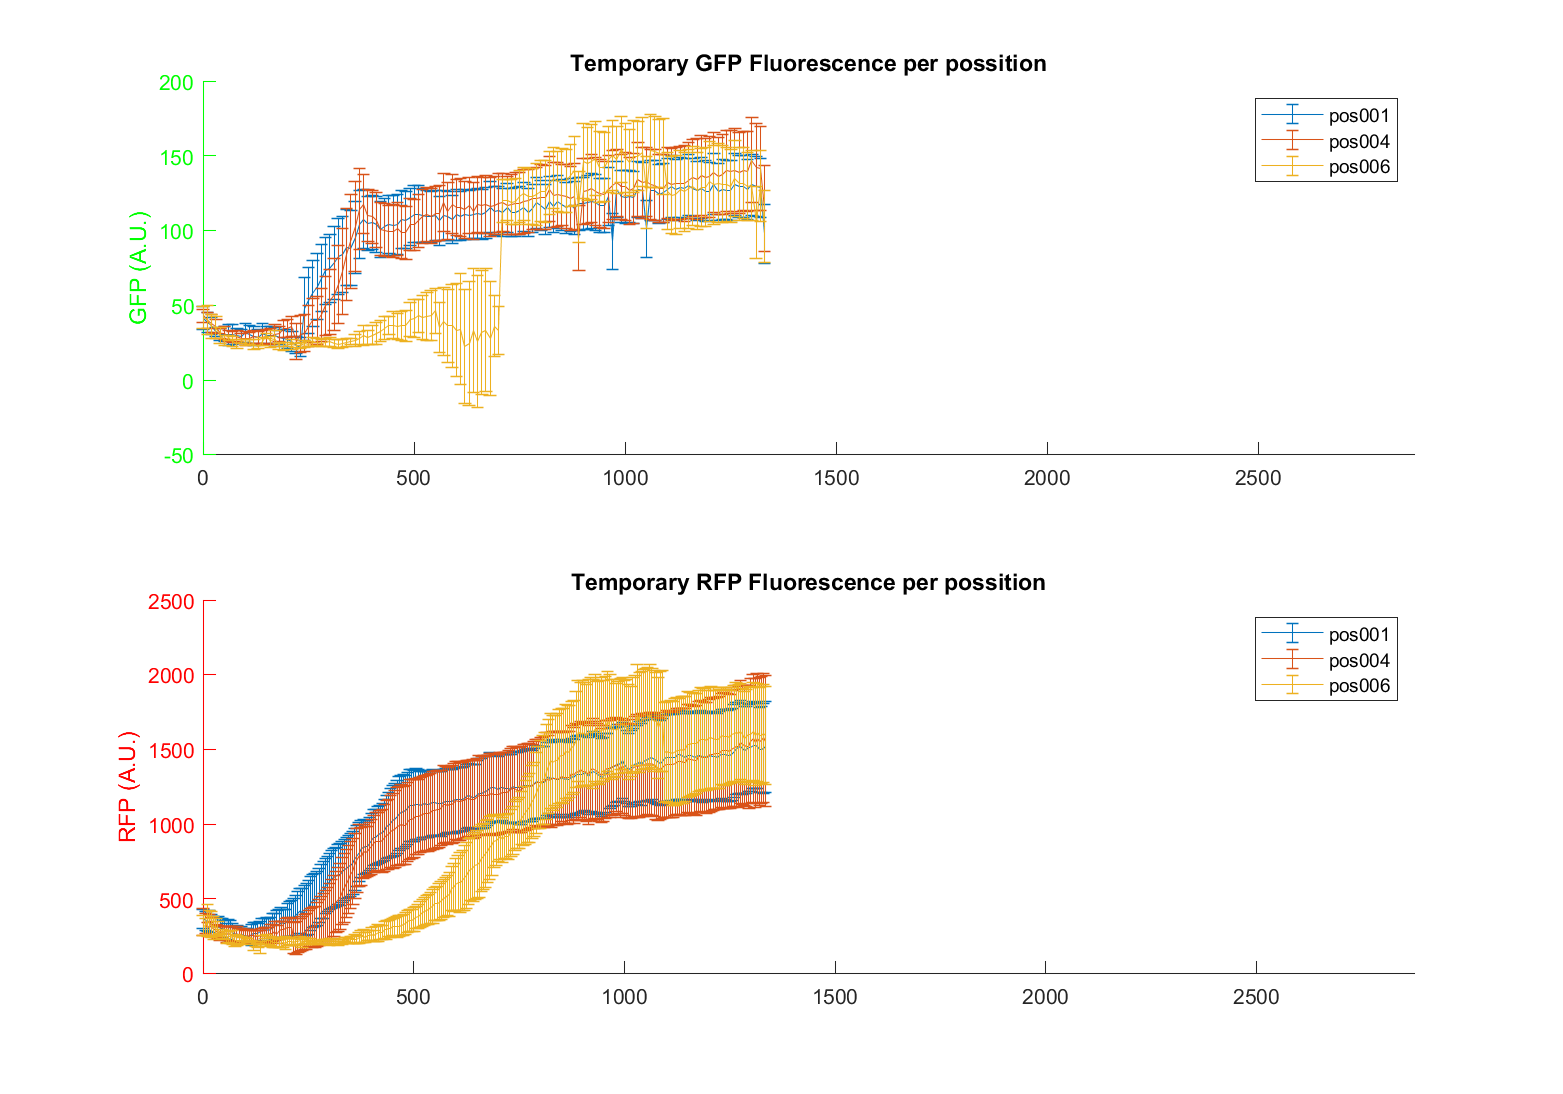 Temporary GFP Fluorescence per possition
200
150
100
50
0
-50
GFP (A.U.)
0 500 1000 1500 2000 2500
pos001
pos004
pos006
Temporary RFP Fluorescence per possition
2500
2000
1500
1000
500
0
RFP (A.U.)
0 500 1000 1500 2000 2500
pos001
pos004
pos006